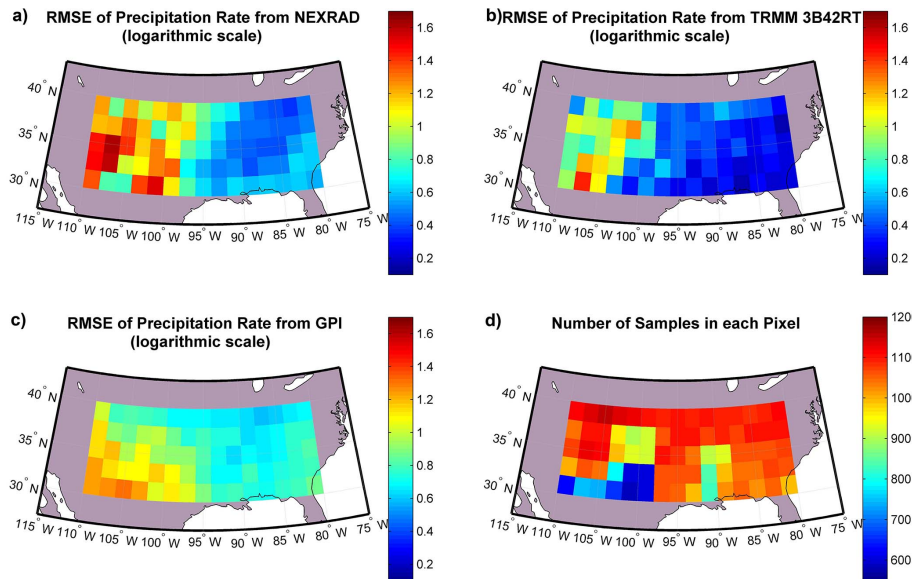 a) RMSE of Precipitation Rate from NEXRAD
(logarithmic scale)
40° N
35° N
30° N
115° W 110° W 105° W 100° W 95° W 90° W 85° W 80° W 75° W
1.6
1.4
1.2
1
0.8
0.6
0.4
0.2
b) RMSE of Precipitation Rate from TRMM 3B42RT
(logarithmic scale)
40° N
35° N
30° N
115° W 110° W 105° W 100° W 95° W 90° W 85° W 80° W 75° W
1.6
1.4
1.2
1
0.8
0.6
0.4
0.2
c) RMSE of Precipitation Rate from GPI
(logarithmic scale)
40° N
35° N
30° N
115° W 110° W 105° W 100° W 95° W 90° W 85° W 80° W 75° W
1.6
1.4
1.2
1
0.8
0.6
0.4
0.2
d) Number of Samples in each Pixel
40° N
35° N
30° N
115° W 110° W 105° W 100° W 95° W 90° W 85° W 80° W 75° W
120
1100
1000
900
800
700
600